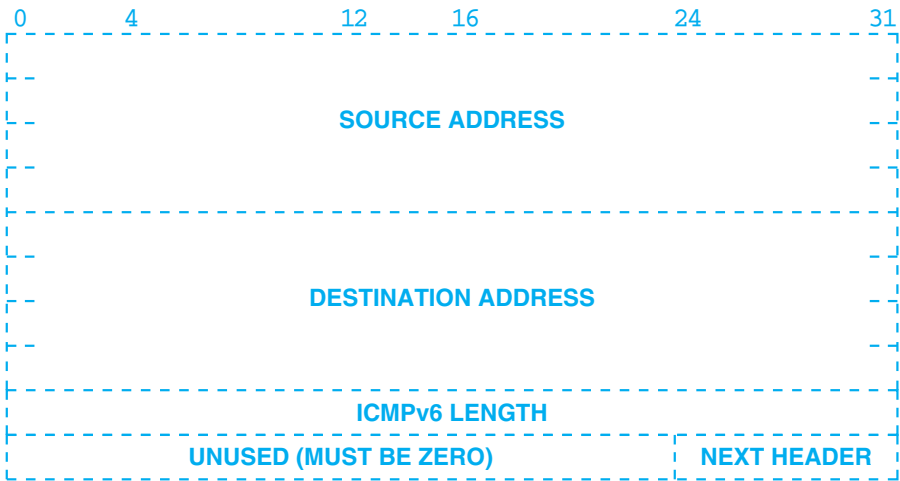 0 4 12 16 24 31
SOURCE ADDRESS
DESTINATION ADDRESS
ICMPv6 LENGTH
UNUSED (MUST BE ZERO) NEXT HEADER